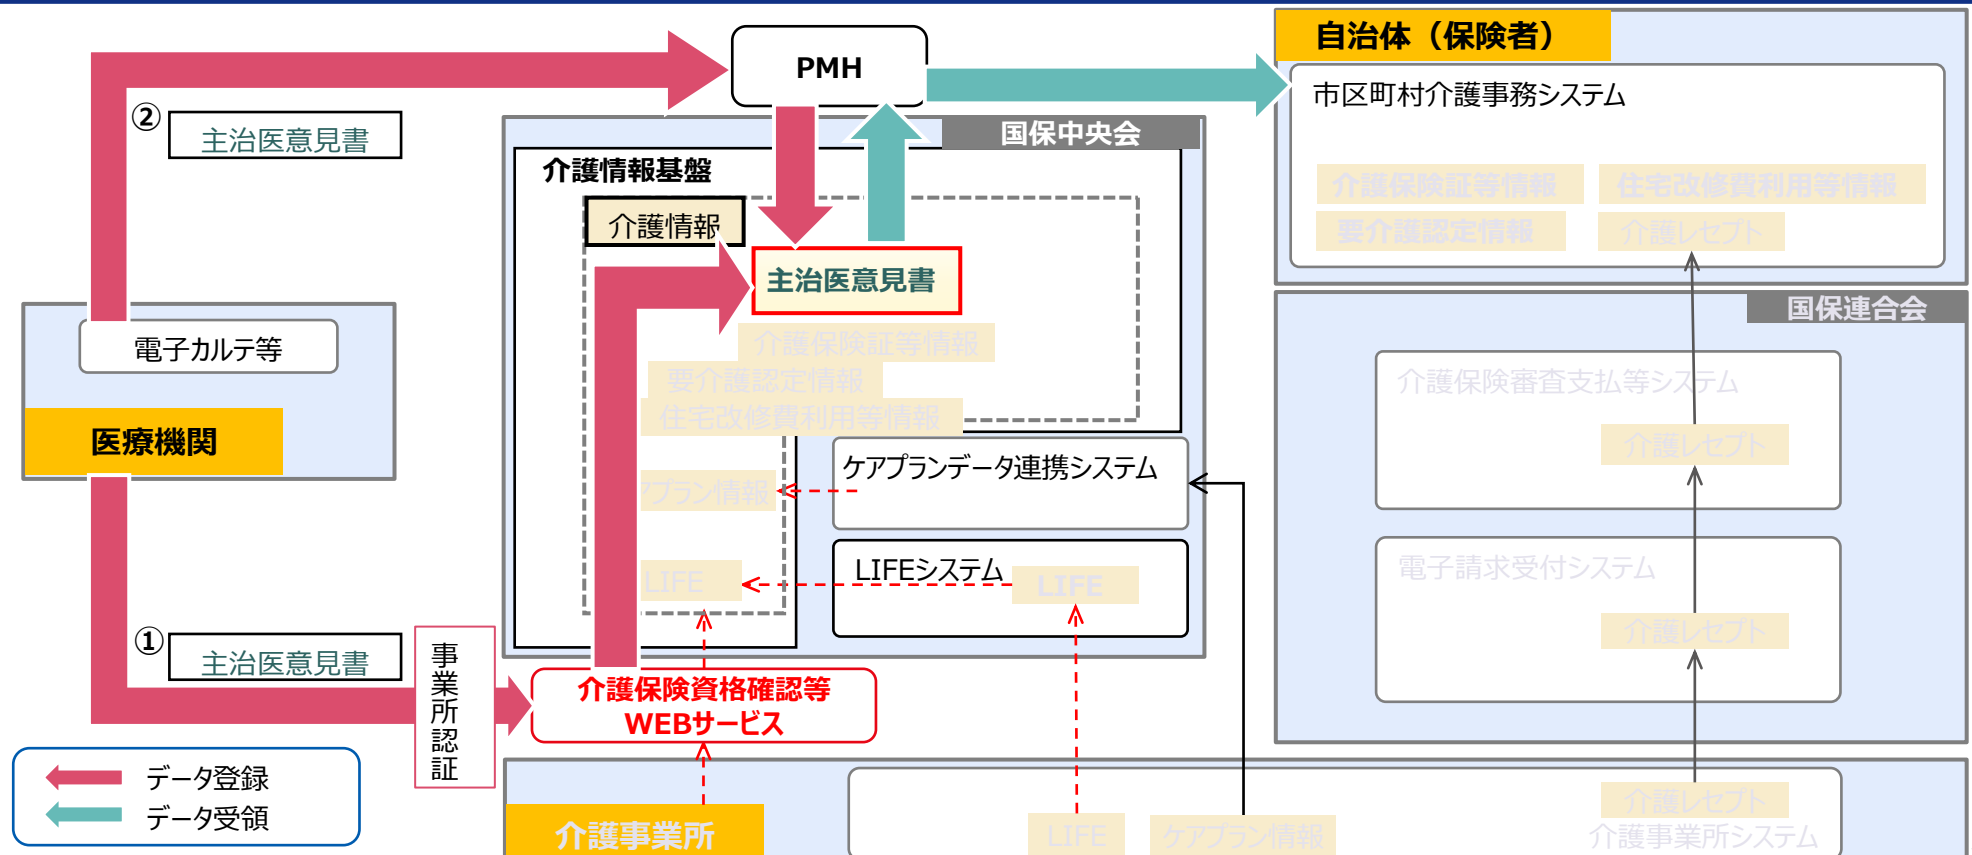 PMH
自治体（保険者）
市区町村介護事務システム
介護保険証等情報
住宅改修費利用等情報
要介護認定情報
介護レセプト
②
主治医意見書
国保中央会
介護情報基盤
介護情報
主治医意見書
介護保険証等情報
要介護認定情報
住宅改修費利用等情報
アプラン情報
LIFE
ケアプランデータ連携システム
LIFEシステム
LIFE
電子カルテ等
医療機関
①
主治医意見書
事業所認証
介護保険資格確認等
WEBサービス
国保連合会
介護保険審査支払等システム
介護レセプト
電子請求受付システム
介護レセプト
データ登録
データ受領
介護事業所
LIFE
ケアプラン情報
介護レセプト
介護事業所システム